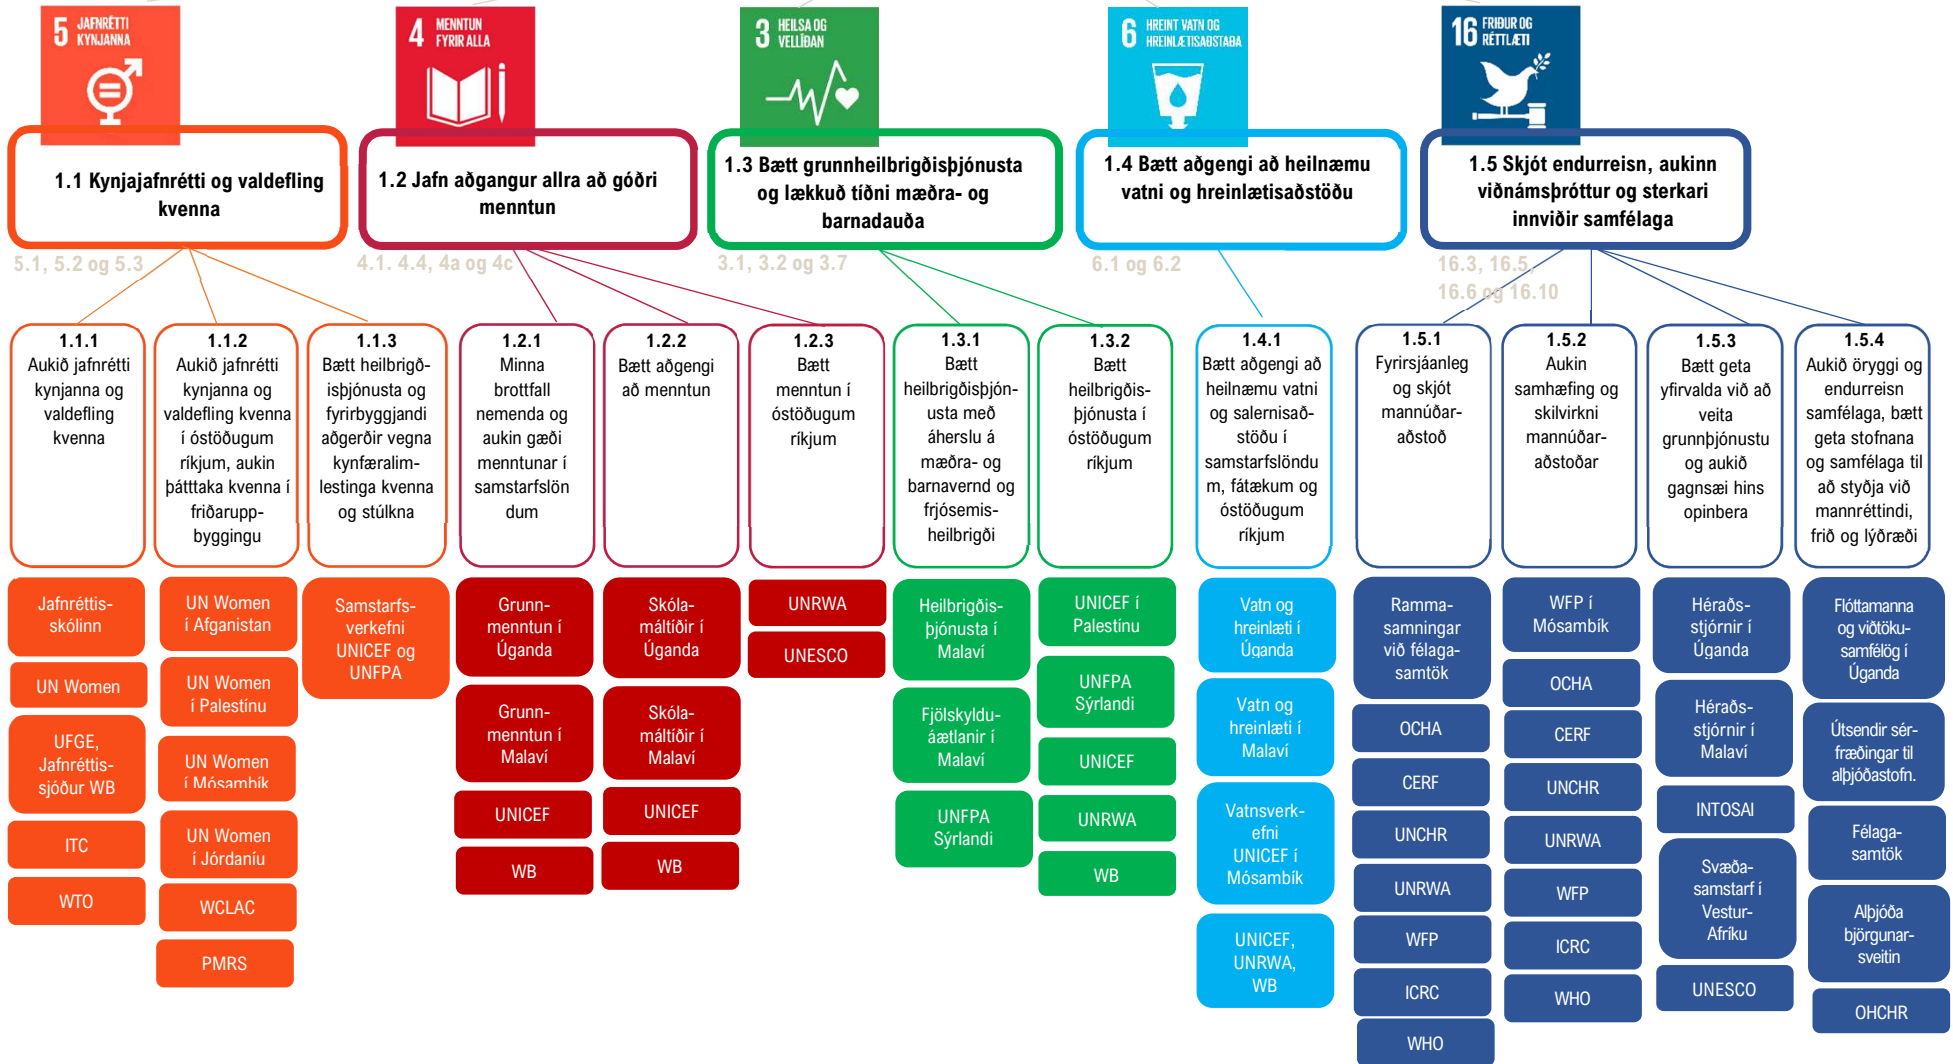 5 JAFNRÉTTI
KYNJANNA
4 MENNTUN
FYRIR ALLA
3 HEILSA OG
VELLÍÐAN
6 HREINT VATN OG
HREINLÆTISAÐSTAÐA
16 FRIÐUR OG
RÉTTLÆTI
1.1 Kynjajafnrétti og valdefling
kvenna
1.2 Jafn aðgangur allra að góðri
menntun
1.3 Bætt grunnheilbrigðisþjónusta
og lækkuð tíðni mæðra- og
barnadauða
1.4 Bætt aðgengi að heilnæmu
vatni og hreinlætisaðstöðu
1.5 Skjót endurreisn, aukinn
viðnámsþróttur og sterkari
innviðir samfélaga
5.1, 5.2 og 5.3
4.1. 4.4, 4a og 4c
3.1, 3.2 og 3.7
6.1 og 6.2
16.3, 16.5,
16.6 og 16.10
1.1.1
Aukið jafnrétti
kynjanna og
valdefling
kvenna
1.1.2
Aukið jafnrétti
kynjanna og
valdefling kvenna
í óstöðugum
ríkjum, aukin
þátttaka kvenna í
friðarupp-
byggingu
1.1.3
Bætt heilbrigð-
isþjónusta og
fyrirbyggjandi
aðgerðir vegna
kynfæralim-
lestinga kvenna
og stúlkna
1.2.1
Minna
brottfall
nemenda og
aukin gæði
menntunar í
samstarfslön
dum
1.2.2
Bætt aðgengi
að menntun
1.2.3
Bætt
menntun í
óstöðugum
ríkjum
1.3.1
Bætt
heilbrigðisþjón-
usta með
áherslu á
mæðra- og
barnavernd og
frjósemis-
heilbrigði
1.3.2
Bætt
heilbrigðis-
þjónusta í
óstöðugum
ríkjum
1.4.1
Bætt aðgengi að
heilnæmu vatni
og salernisað-
stöðu í
samstarfslöndu
m, fátækum og
óstöðugum
ríkjum
1.5.1
Fyrirsjáanleg
og skjót
mannúðar-
aðstoð
1.5.2
Aukin
samhæfing og
skilvirkni
mannúðar-
aðstoðar
1.5.3
Bætt geta
yfirvalda við að
veita
grunnþjónustu
og aukið
gagnsæi hins
opinbera
1.5.4
Aukið öryggi og
endurreisn
samfélaga, bætt
geta stofnana
og samfélaga til
að styðja við
mannréttindi,
frið og lýðræði
Jafnréttis-
skólinn
UN Women
UFGE,
Jafnréttis-
sjóður WB
ITC
WTO
UN Women
í Afganistan
UN Women
í Palestínu
UN Women
í Mósambík
UN Women
í Jórdaníu
WCLAC
PMRS
Samstarfs-
verkefni
UNICEF og
UNFPA
Grunn-
menntun í
Úganda
Grunn-
menntun í
Malaví
UNICEF
WB
Skóla-
máltíðir í
Úganda
Skóla-
máltíðir í
Malaví
UNICEF
WB
UNRWA
UNESCO
Heilbrigðis-
þjónusta í
Malaví
Fjölskyldu-
áætlanir í
Malaví
UNFPA
Sýrlandi
UNICEF í
Palestínu
UNFPA
Sýrlandi
UNICEF
UNRWA
WB
Vatn og
hreinlæti í
Úganda
Vatn og
hreinlæti í
Malaví
Vatnsverk-
efni
UNICEF í
Mósambík
UNICEF,
UNRWA,
WB
Ramma-
samningar
við félaga-
samtök
OCHA
CERF
UNCHR
UNRWA
WFP
ICRC
WHO
WFP í
Mósambík
OCHA
CERF
UNCHR
UNRWA
WFP
ICRC
WHO
Héraðs-
stjórnir í
Úganda
Héraðs-
stjórnir í
Malaví
INTOSAI
Svæða-
samstarf í
Vestur-
Afríku
UNESCO
Flóttamanna
og viðtöku-
samfélög í
Úganda
Útsendir sér-
fræðingar til
alþjóðastofn.
Félaga-
samtök
Alþjóða
björgunar-
sveitin
OHCHR